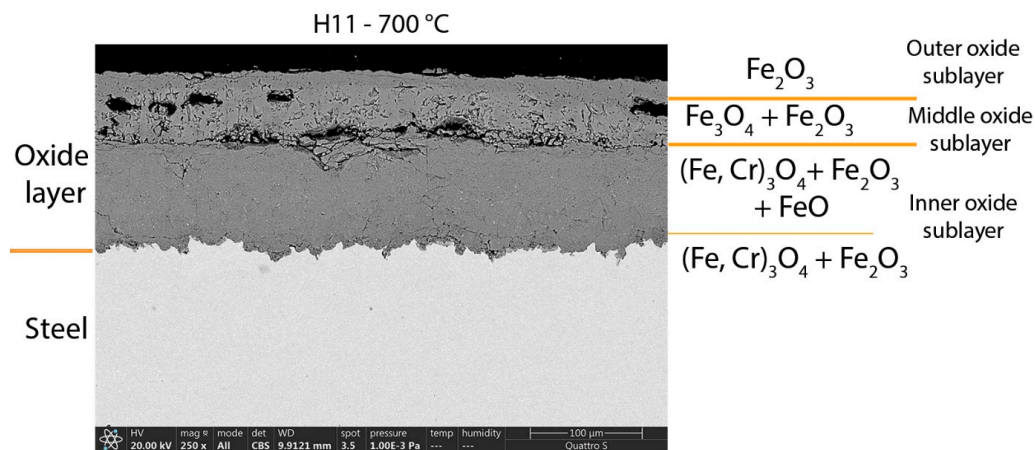 H11 - 700 °C
Oxide
layer
Steel
Fe₂O₃
Outer oxide
sublayer
Fe₃O₄ + Fe₂O₃
Middle oxide
sublayer
(Fe, Cr)₃O₄+ Fe₂O₃
+ FeO
Inner oxide
sublayer
(Fe, Cr)₃O₄ + Fe₂O₃
HV mag mode det WD spot pressure temp humidity
20.00 kV 250 x All CBS 9.9121 mm 3.5 1.00E-3 Pa --- ---
100 µm
Quattro S